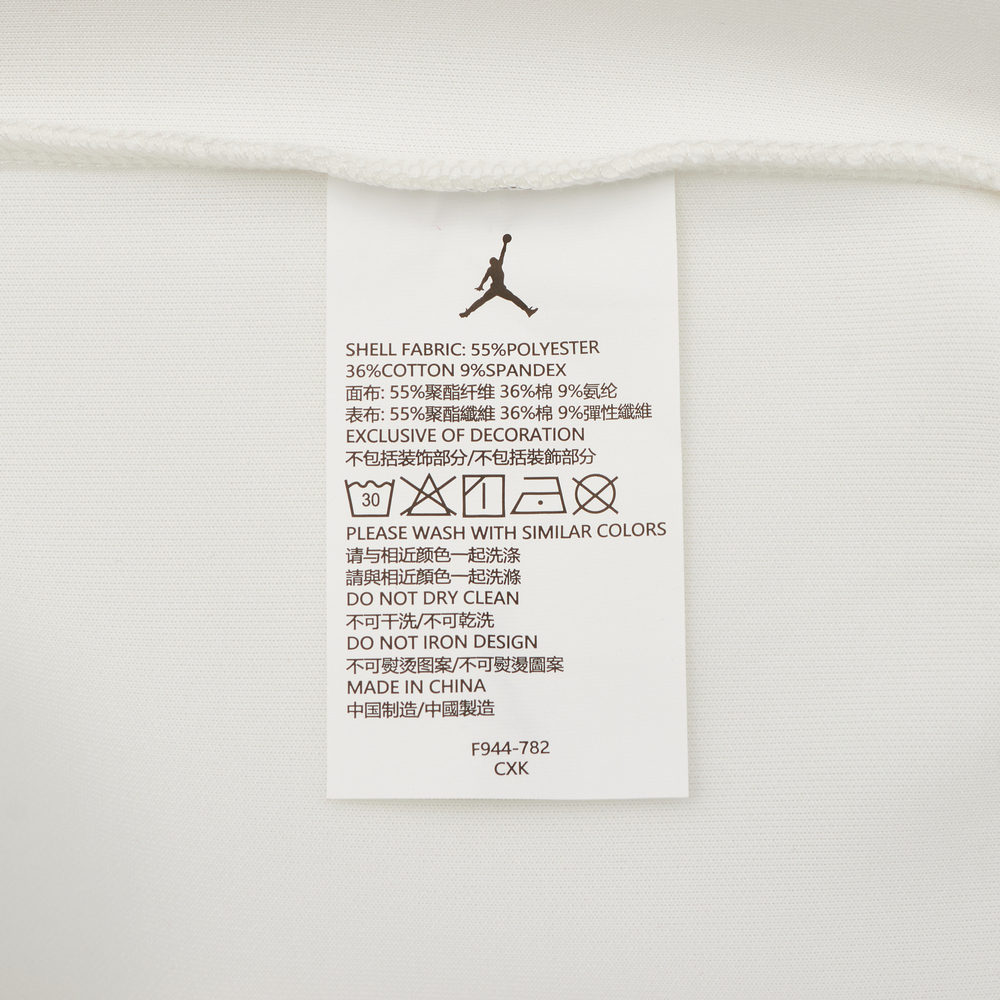 SHELL FABRIC: 55%POLYESTER
36%COTTON 9%SPANDEX
面布: 55%聚酯纤维 36%棉 9%氨纶
表布: 55%聚酯纖維 36%棉 9%彈性纖維
EXCLUSIVE OF DECORATION
不包括装饰部分/不包括裝飾部分
30
PLEASE WASH WITH SIMILAR COLORS
请与相近颜色一起洗涤
請與相近顏色一起洗滌
DO NOT DRY CLEAN
不可干洗/不可乾洗
DO NOT IRON DESIGN
不可熨烫图案/不可熨燙圖案
MADE IN CHINA
中国制造/中國製造
F944-782
CXK